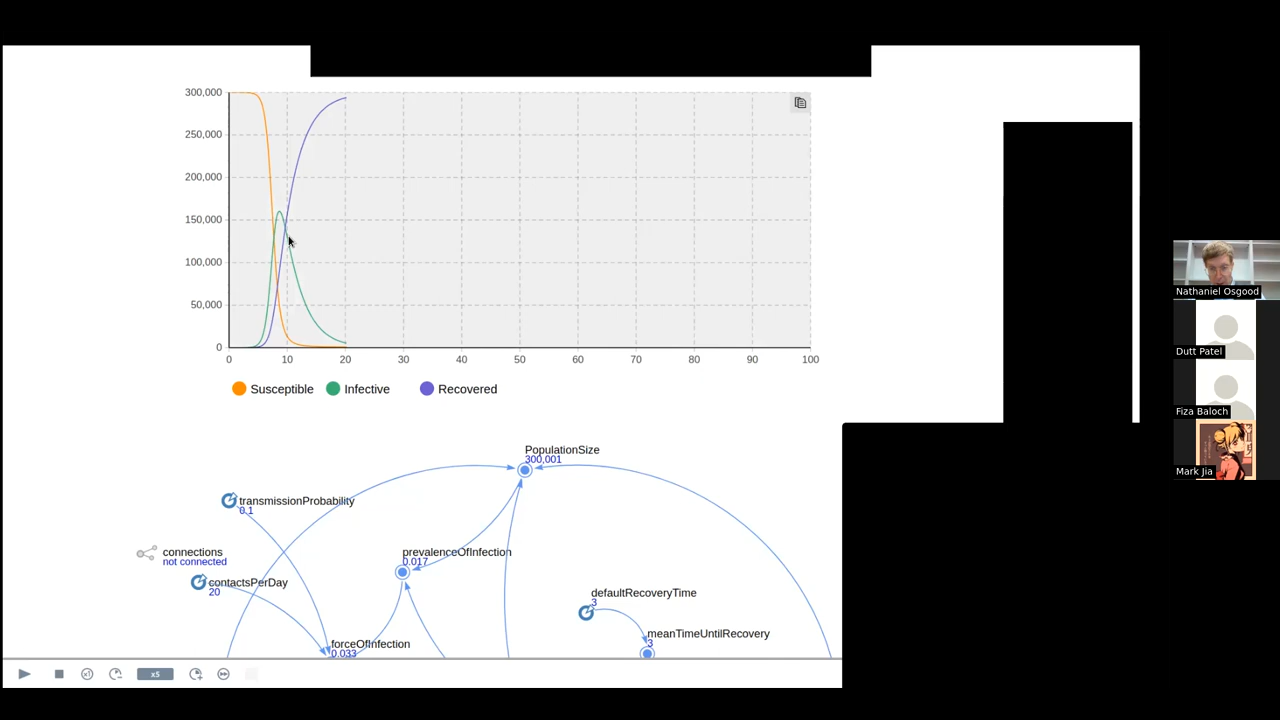 300,000
250,000
200,000
150,000
100,000
50,000
0
0 10 20 30 40 50 60 70 80 90 100
Susceptible Infective Recovered
PopulationSize
300,001
transmissionProbability
0.1
connections
not connected
prevalenceOfInfection
0.017
contactsPerDay
20
defaultRecoveryTime
3
meanTimeUntilRecovery
3
forceOfInfection
0.033
x1
x5
Nathaniel Osgood
Dutt Patel
Fiza Baloch
Mark Jia